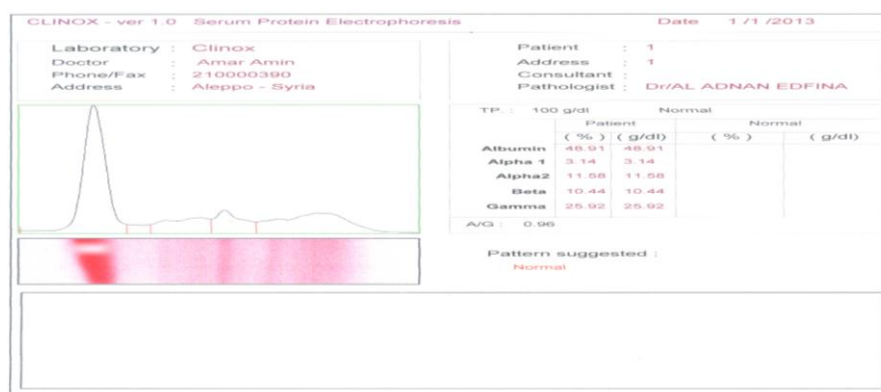 CLINOX - ver 1.0 Serum Protein Electrophoresis Date 1 /1 /2013
Laboratory : Clinox
Doctor : Amar Amin
Phone/Fax : 210000390
Address : Aleppo - Syria
Patient : 1
Address : 1
Consultant :
Pathologist : Dr/AL ADNAN EDFINA
TP. : 100 g/dl Normal
Patient Normal
( % ) ( g/dl) ( % ) ( g/dl)
Albumin 48.91 48.91
Alpha 1 3.14 3.14
Alpha2 11.58 11.58
Beta 10.44 10.44
Gamma 25.92 25.92
A/G : 0.96
Pattern suggested :
Normal